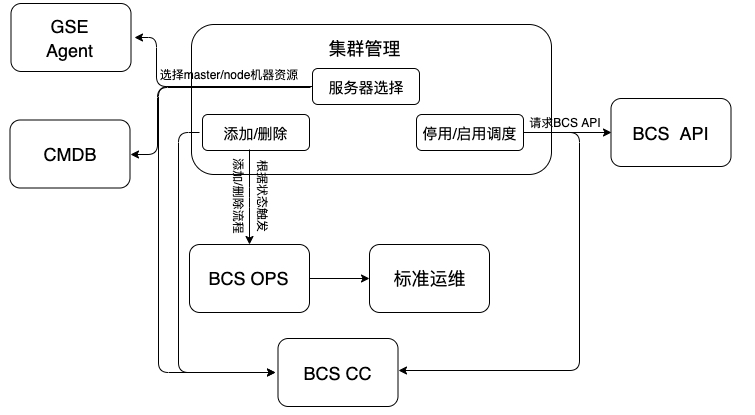 GSE
Agent
集群管理
选择master/node机器资源
服务器选择
CMDB
添加/删除
停用/启用调度
请求BCS API
BCS API
根据状态触发
添加/删除流程
BCS OPS
标准运维
BCS CC